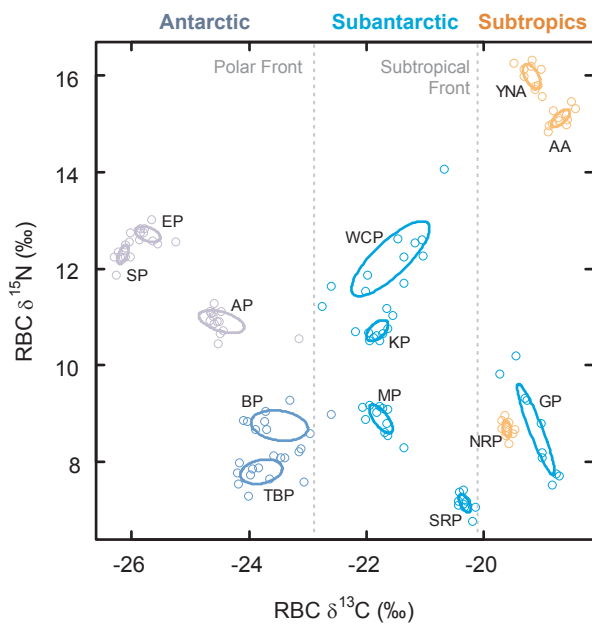 Antarctic Subantarctic Subtropics
Polar Front
Subtropical
Front
YNA
AA
EP
SP
WCP
AP
KP
BP
MP
GP
NRP
TBP
SRP
16
14
12
10
8
RBC δ15N (‰)
-26 -24 -22 -20
RBC δ13C (‰)